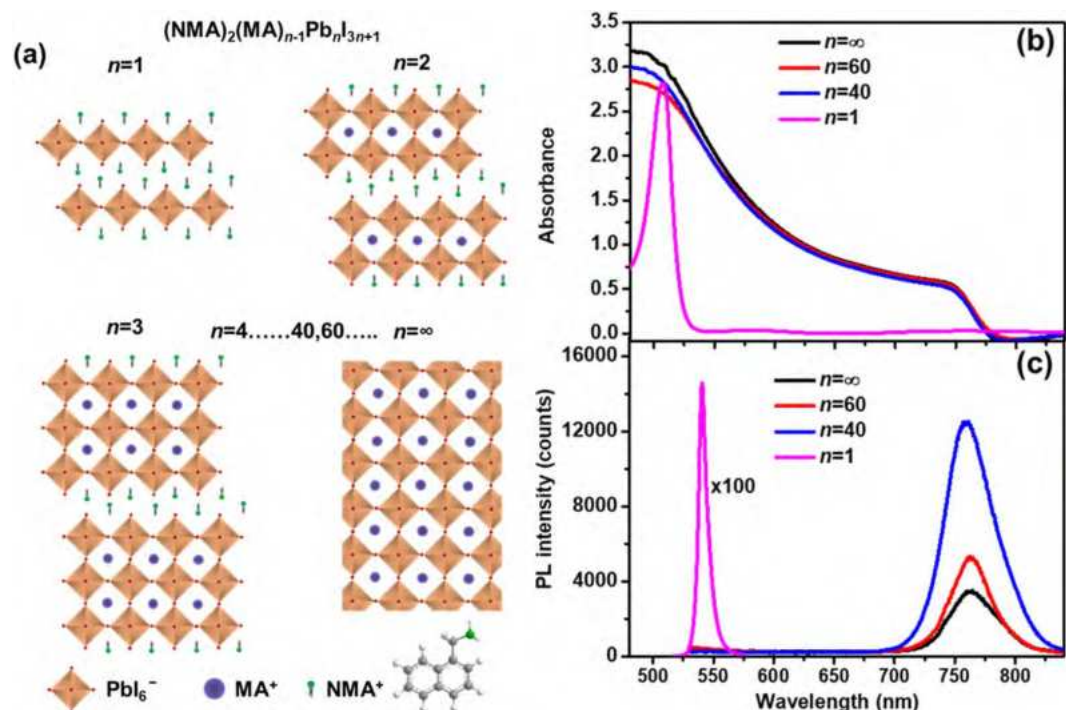 (NMA)₂(MA)ₙ₋₁PbₙI₃ₙ₊₁
(a)
n=1
n=2
n=3
n=4……40,60…..
n=∞
PbI₆⁻
MA⁺
NMA⁺
(b)
n=∞
n=60
n=40
n=1
Absorbance
3.5
3.0
2.5
2.0
1.5
1.0
0.5
0.0
(c)
n=∞
n=60
n=40
n=1
x100
PL intensity (counts)
16000
12000
8000
4000
0
500 550 600 650 700 750 800
Wavelength (nm)